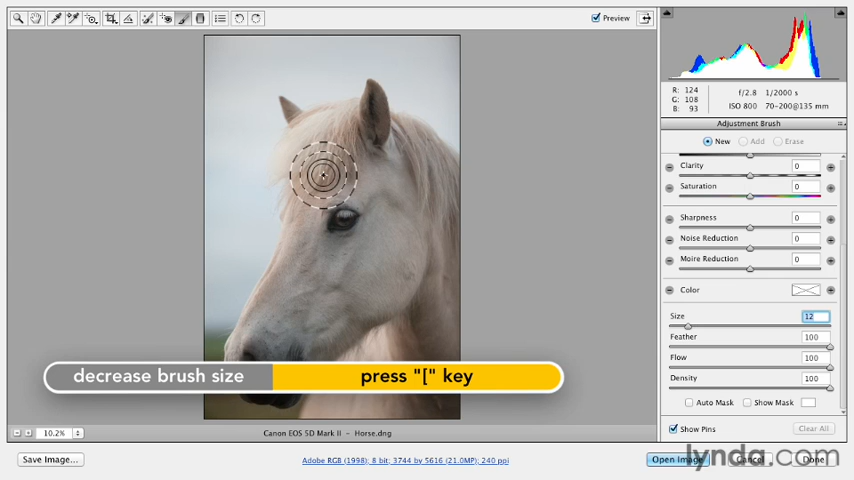 Preview
R: 124
G: 108
B: 93
f/2.8 1/2000 s
ISO 800 70-200@135 mm
Adjustment Brush
New Add Erase
Clarity 0
Saturation 0
Sharpness 0
Noise Reduction 0
Moire Reduction 0
Color
Size 12
Feather 100
Flow 100
Density 100
Auto Mask Show Mask
Show Pins Clear All
decrease brush size press "[" key
10.2% Canon EOS 5D Mark II - Horse.dng
Save Image... Adobe RGB (1998); 8 bit; 3744 by 5616 (21.0MP); 240 ppi Open Image Cancel Done
lynda.com